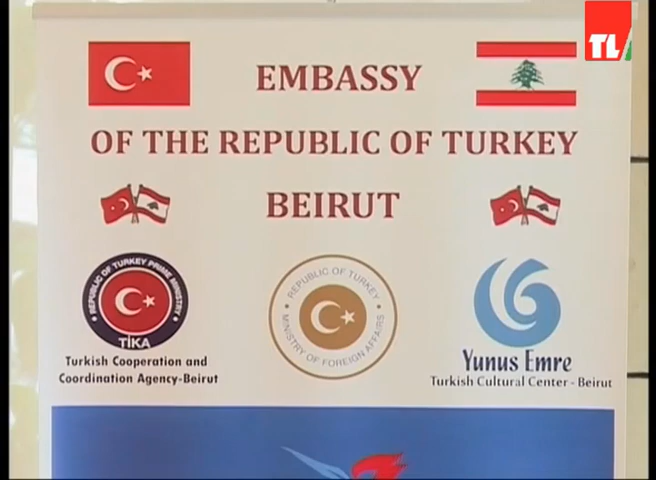 TL
EMBASSY
OF THE REPUBLIC OF TURKEY
BEIRUT
REPUBLIC OF TURKEY PRIME MINISTRY
TİKA
Turkish Cooperation and
Coordination Agency-Beirut
REPUBLIC OF TURKEY
MINISTRY OF FOREIGN AFFAIRS
Yunus Emre
Turkish Cultural Center - Beirut